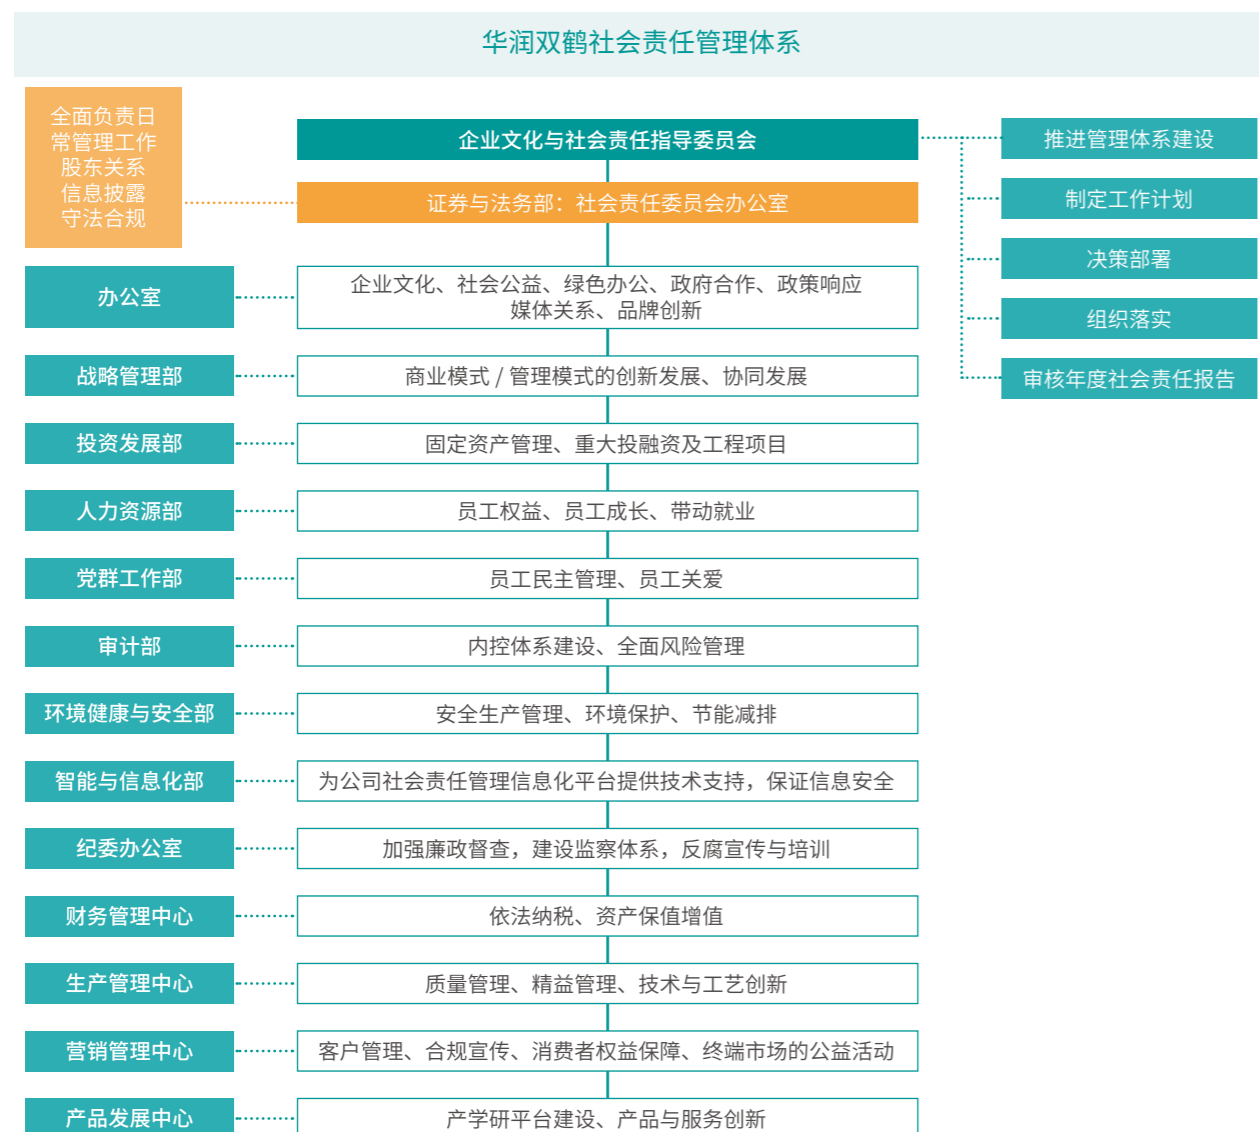 华润双鹤社会责任管理体系
全面负责日
常管理工作
股东关系
信息披露
守法合规
企业文化与社会责任指导委员会
证券与法务部：社会责任委员会办公室
推进管理体系建设
制定工作计划
决策部署
组织落实
审核年度社会责任报告
办公室
企业文化、社会公益、绿色办公、政府合作、政策响应
媒体关系、品牌创新
战略管理部
商业模式 / 管理模式的创新发展、协同发展
投资发展部
固定资产管理、重大投融资及工程项目
人力资源部
员工权益、员工成长、带动就业
党群工作部
员工民主管理、员工关爱
审计部
内控体系建设、全面风险管理
环境健康与安全部
安全生产管理、环境保护、节能减排
智能与信息化部
为公司社会责任管理信息化平台提供技术支持，保证信息安全
纪委办公室
加强廉政督查，建设监察体系，反腐宣传与培训
财务管理中心
依法纳税、资产保值增值
生产管理中心
质量管理、精益管理、技术与工艺创新
营销管理中心
客户管理、合规宣传、消费者权益保障、终端市场的公益活动
产品发展中心
产学研平台建设、产品与服务创新